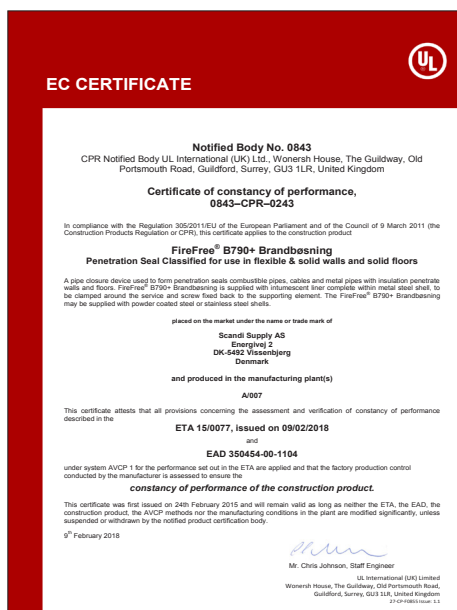 UL
EC CERTIFICATE
Notified Body No. 0843
CPR Notified Body UL International (UK) Ltd., Wonersh House, The Guildway, Old
Portsmouth Road, Guildford, Surrey, GU3 1LR, United Kingdom
Certificate of constancy of performance,
0843–CPR–0243
In compliance with the Regulation 305/2011/EU of the European Parliament and of the Council of 9 March 2011 (the
Construction Products Regulation or CPR), this certificate applies to the construction product
FireFree® B790+ Brandbøsning
Penetration Seal Classified for use in flexible & solid walls and solid floors
A pipe closure device used to form penetration seals combustible pipes, cables and metal pipes with insulation penetrate
walls and floors. FireFree® B790+ Brandbøsning is supplied with intumescent liner complete within metal steel shell, to
be clamped around the service and screw fixed back to the supporting element. The FireFree® B790+ Brandbøsning
may be supplied with powder coated steel or stainless steel shells.
placed on the market under the name or trade mark of
Scandi Supply AS
Energivej 2
DK-5492 Vissenbjerg
Denmark
and produced in the manufacturing plant(s)
A/007
This certificate attests that all provisions concerning the assessment and verification of constancy of performance
described in the
ETA 15/0077, issued on 09/02/2018
and
EAD 350454-00-1104
under system AVCP 1 for the performance set out in the ETA are applied and that the factory production control
conducted by the manufacturer is assessed to ensure the
constancy of performance of the construction product.
This certificate was first issued on 24th February 2015 and will remain valid as long as neither the ETA, the EAD, the
construction product, the AVCP methods nor the manufacturing conditions in the plant are modified significantly, unless
suspended or withdrawn by the notified product certification body.
9th February 2018
Mr. Chris Johnson, Staff Engineer
UL International (UK) Limited
Wonersh House, The Guildway, Old Portsmouth Road,
Guildford, Surrey, GU3 1LR, United Kingdom
27-CP-F0855 Issue: 1.1